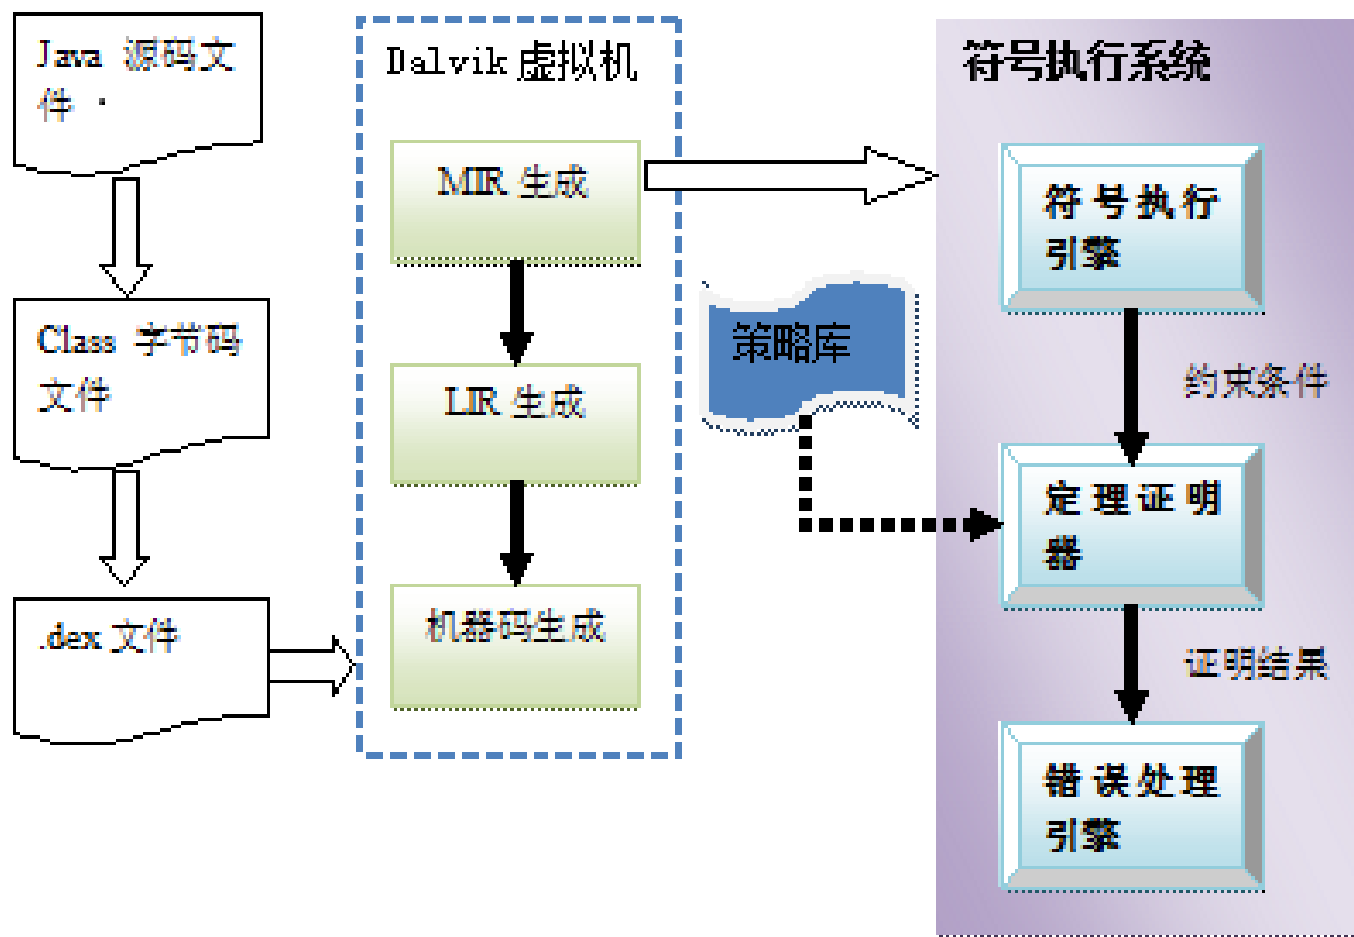 Java 源码文
件
Class 字节码
文件
.dex 文件
Dalvik 虚拟机
MIR 生成
LIR 生成
机器码生成
策略库
符号执行系统
符号执行
引擎
约束条件
定理证明
器
证明结果
错误处理
引擎